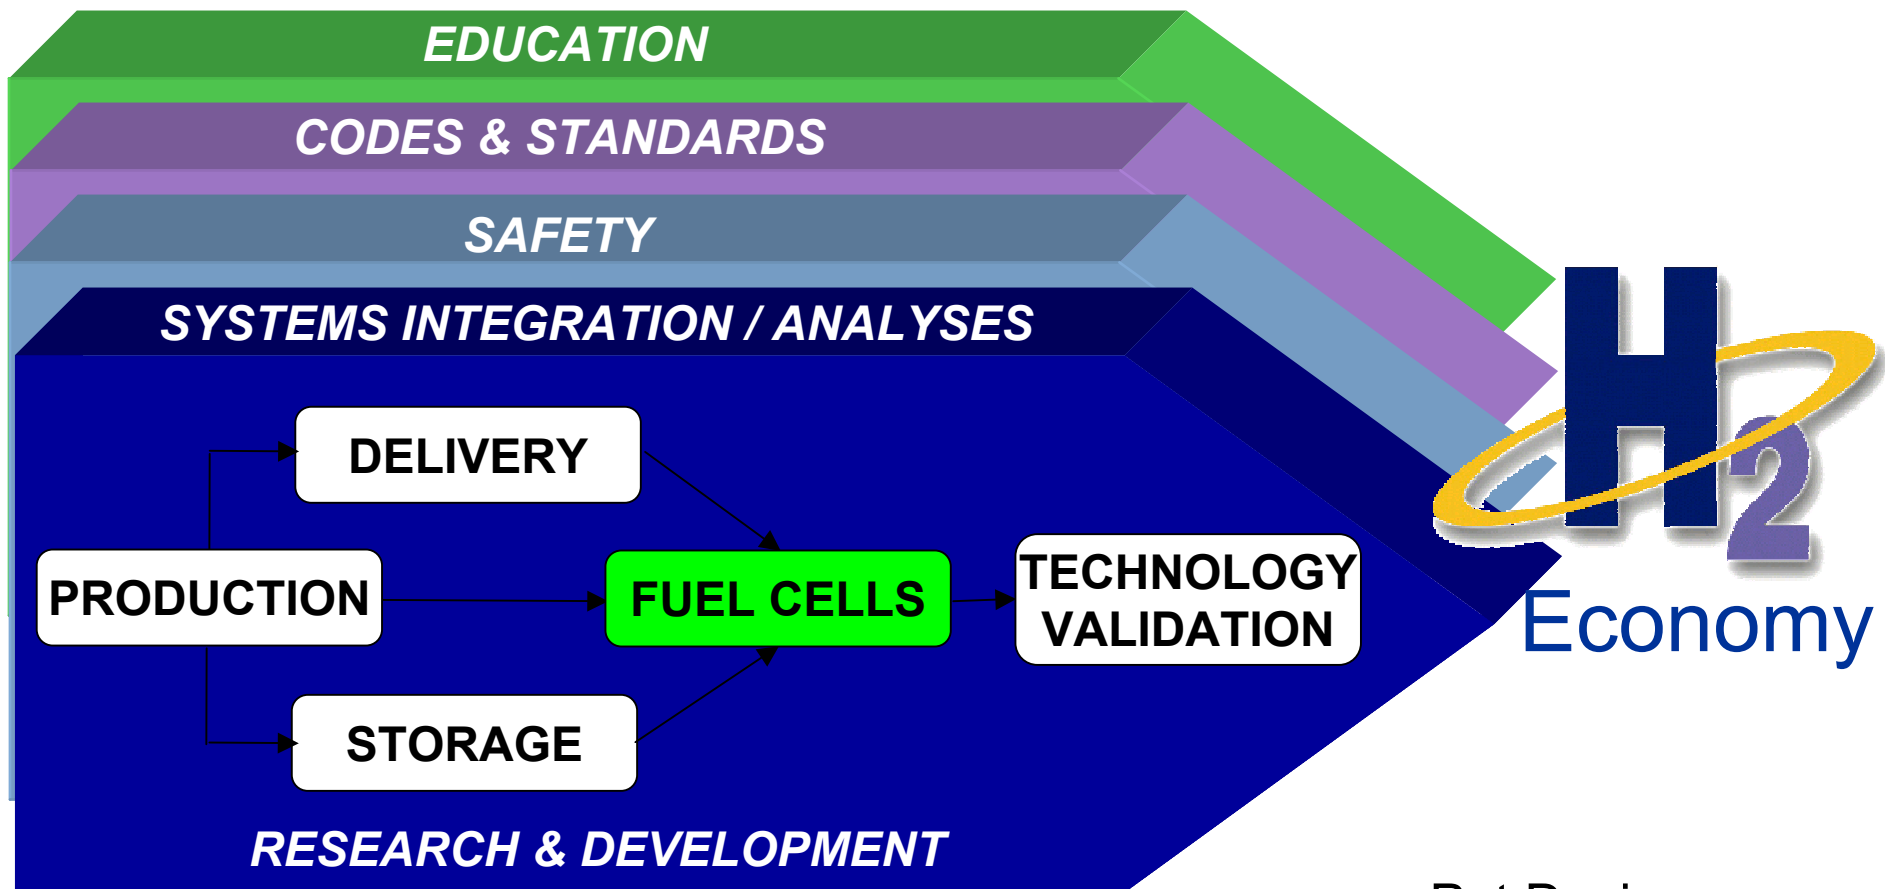 EDUCATION
CODES & STANDARDS
SAFETY
SYSTEMS INTEGRATION / ANALYSES
DELIVERY
PRODUCTION
FUEL CELLS
TECHNOLOGY
VALIDATION
STORAGE
RESEARCH & DEVELOPMENT
H2
Economy